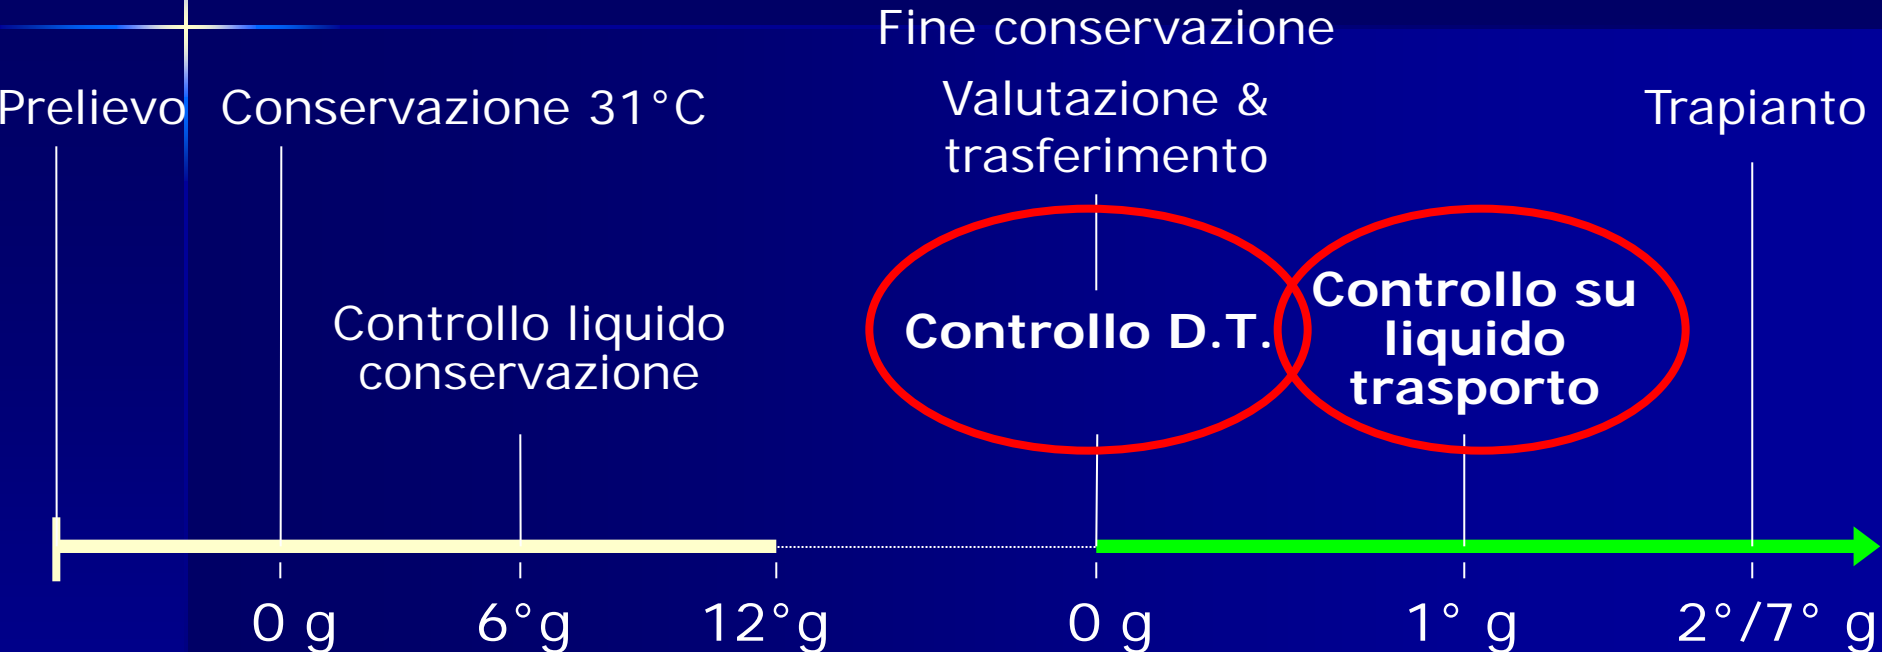 Fine conservazione
Prelievo
Conservazione 31°C
Valutazione &
trasferimento
Trapianto
Controllo liquido
conservazione
Controllo D.T.
Controllo su
liquido
trasporto
0 g
6°g
12°g
0 g
1° g
2°/7° g